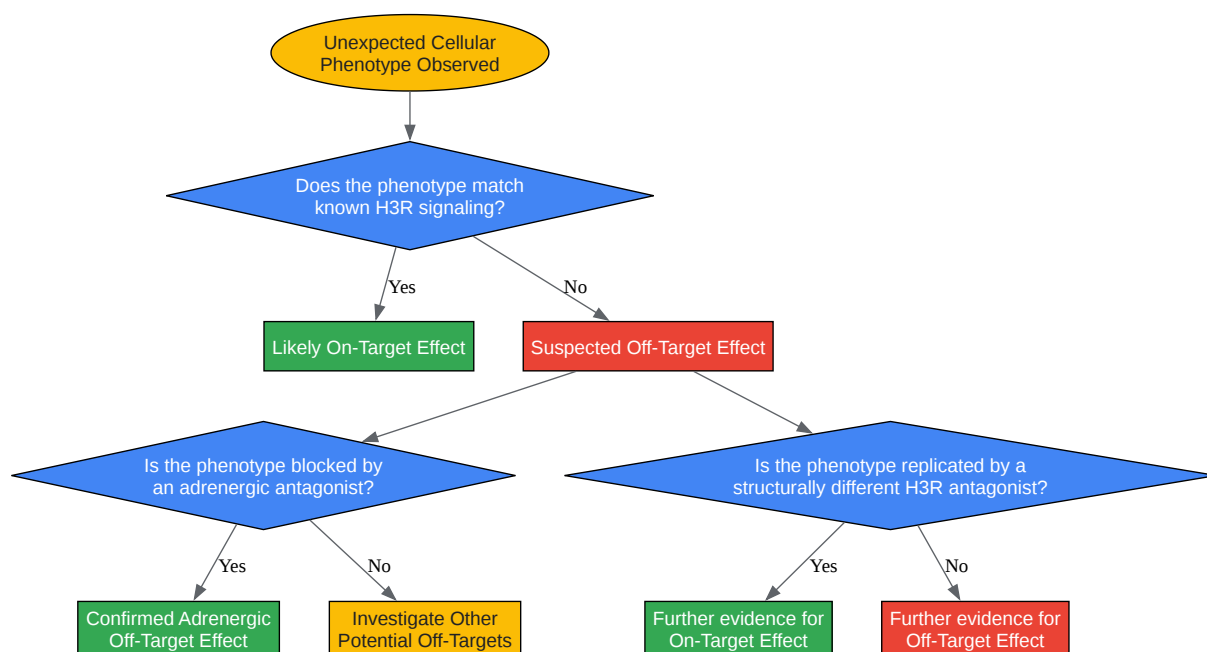 Unexpected Cellular
Phenotype Observed
Does the phenotype match
known H3R signaling?
Yes
No
Likely On-Target Effect
Suspected Off-Target Effect
Is the phenotype blocked by
an adrenergic antagonist?
Is the phenotype replicated by a
structurally different H3R antagonist?
Yes
No
Yes
No
Confirmed Adrenergic
Off-Target Effect
Investigate Other
Potential Off-Targets
Further evidence for
On-Target Effect
Further evidence for
Off-Target Effect